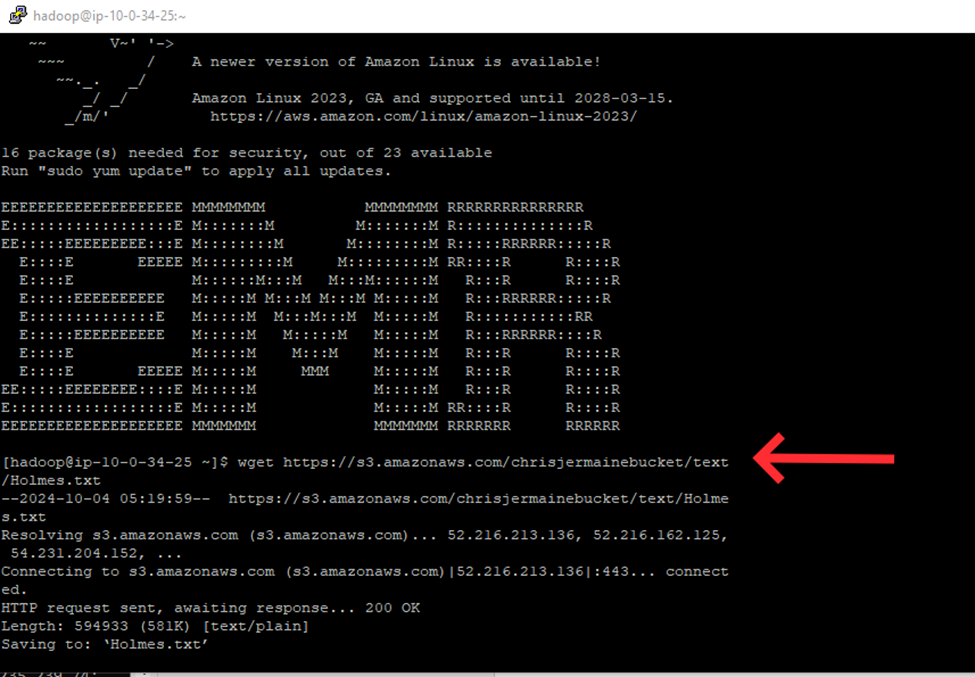 hadoop@ip-10-0-34-25:~
~~ V~' '->
~~~ / A newer version of Amazon Linux is available!
~~._. _/
_/ _/ Amazon Linux 2023, GA and supported until 2028-03-15.
_/m/' https://aws.amazon.com/linux/amazon-linux-2023/
16 package(s) needed for security, out of 23 available
Run "sudo yum update" to apply all updates.
EEEEEEEEEEEEEEEEEEEE MMMMMMMM MMMMMMMM RRRRRRRRRRRRRRR
E::::::::::::::::::E M:::::::M M:::::::M R::::::::::::::R
EE:::::EEEEEEEEE:::E M::::::::M M::::::::M R:::::RRRRRR:::::R
E::::E EEEEE M:::::::::M M:::::::::M RR::::R R::::R
E::::E M::::::M:::M M:::M::::::M R:::R R::::R
E:::::EEEEEEEEEE M:::::M M:::M M:::M M:::::M R:::RRRRRR:::::R
E::::::::::::::E M:::::M M:::M:::M M:::::M R:::::::::::RR
E:::::EEEEEEEEEE M:::::M M:::::M M:::::M R:::RRRRRR::::R
E::::E M:::::M M:::M M:::::M R:::R R::::R
E::::E EEEEE M:::::M MMM M:::::M R:::R R::::R
EE:::::EEEEEEEE::::E M:::::M M:::::M R:::R R::::R
E::::::::::::::::::E M:::::M M:::::M RR::::R R::::R
EEEEEEEEEEEEEEEEEEEE MMMMMMM MMMMMMM RRRRRRR RRRRRR
[hadoop@ip-10-0-34-25 ~]$ wget https://s3.amazonaws.com/chrisjermainebucket/text
/Holmes.txt
--2024-10-04 05:19:59-- https://s3.amazonaws.com/chrisjermainebucket/text/Holme
s.txt
Resolving s3.amazonaws.com (s3.amazonaws.com)... 52.216.213.136, 52.216.162.125,
54.231.204.152, ...
Connecting to s3.amazonaws.com (s3.amazonaws.com)|52.216.213.136|:443... connect
ed.
HTTP request sent, awaiting response... 200 OK
Length: 594933 (581K) [text/plain]
Saving to: ‘Holmes.txt’